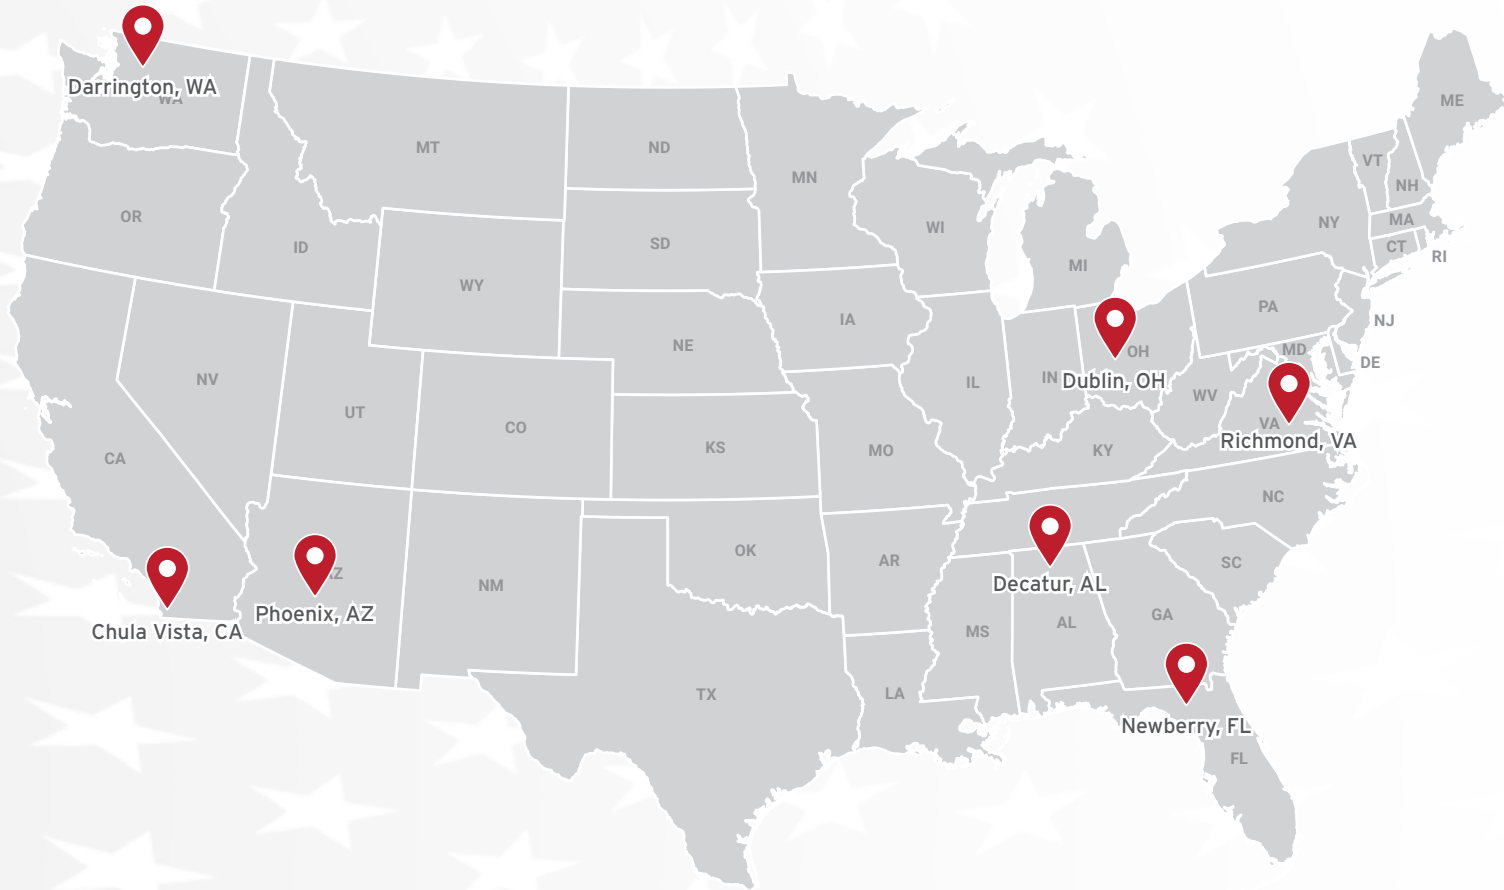 Darrington, WA
WA
ME
MT
ND
VT
MN
NH
OR
MA
NY
WI
SD
ID
CT
RI
MI
WY
PA
IA
NJ
NE
MD
OH
DE
NV
IN
Dublin, OH
IL
WV
UT
CO
VA
Richmond, VA
KS
MO
KY
CA
NC
OK
AR
SC
AZ
NM
Decatur, AL
Phoenix, AZ
GA
AL
Chula Vista, CA
MS
TX
LA
Newberry, FL
FL